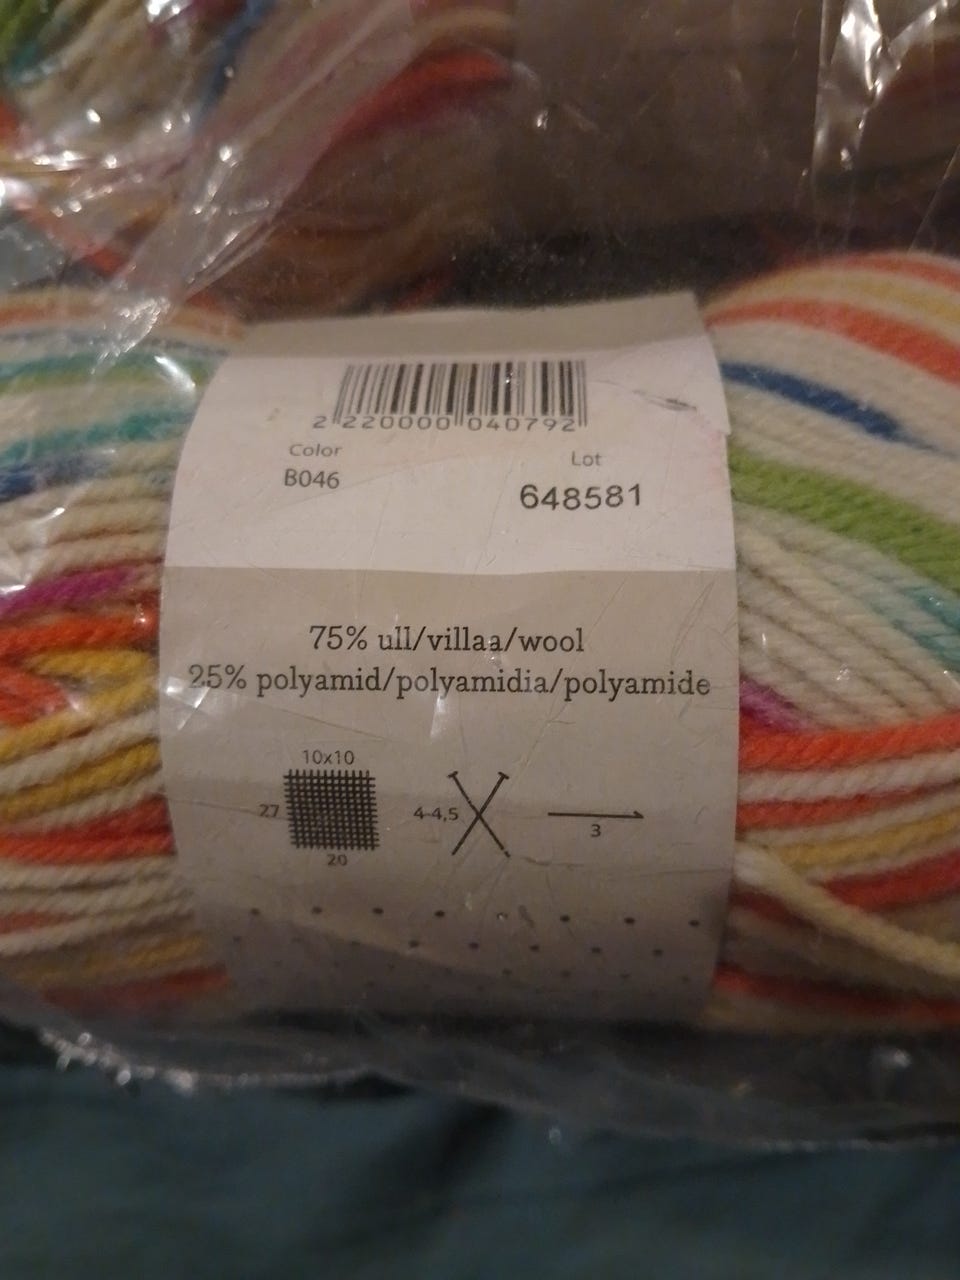 2 220000 040792
Color
B046
Lot
648581
75% ull/villaa/wool
25% polyamid/polyamidia/polyamide
10x10
27
20
4-4,5
3